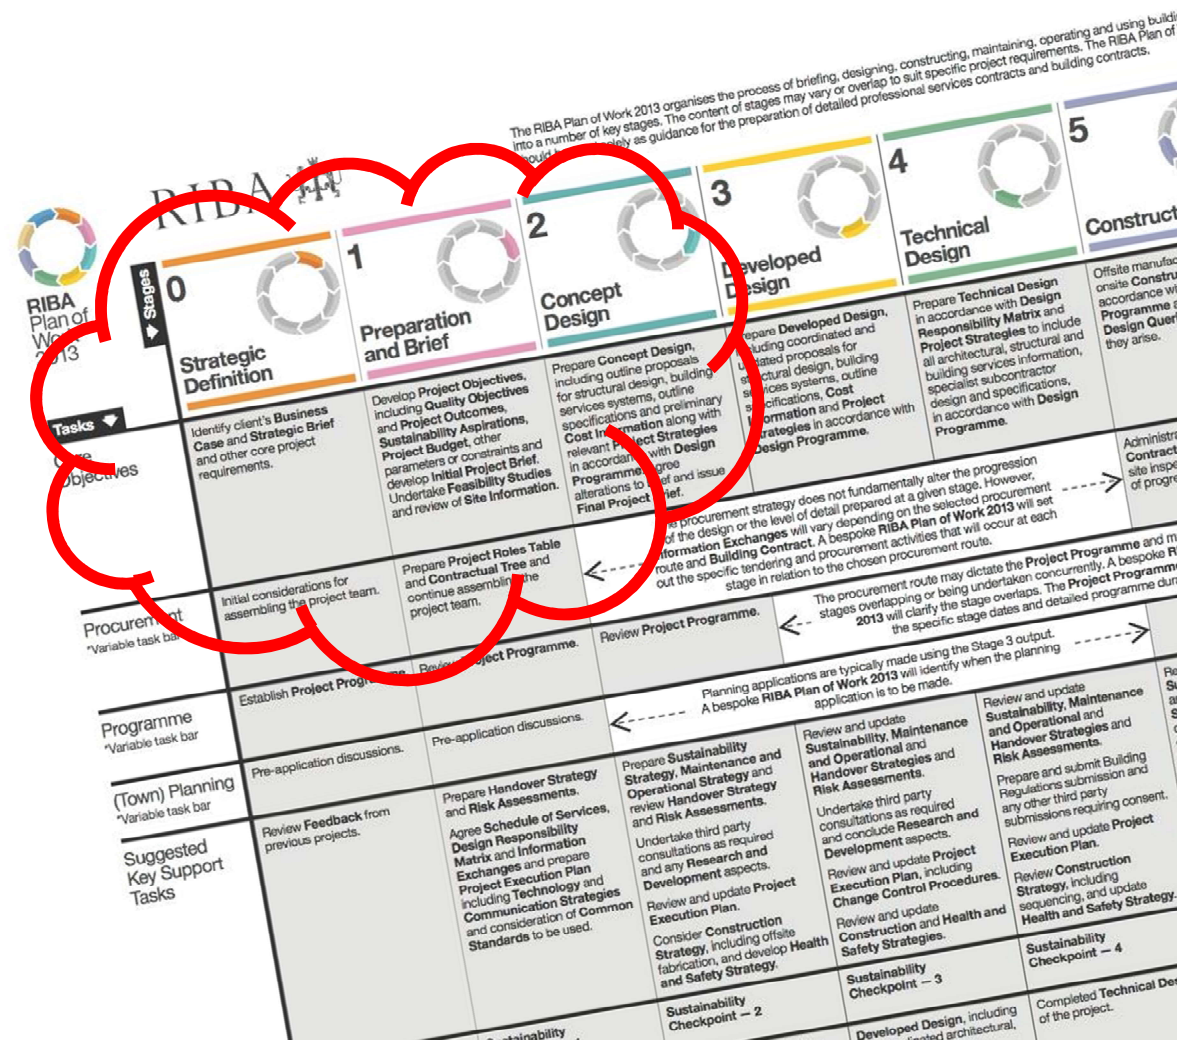 The RIBA Plan of Work 2013 organises the process of briefing, designing, constructing, maintaining, operating and using
into a number of key stages. The content of stages may vary or overlap to suit specific project requirements. The RIBA Plan of
as guidance for the preparation of detailed professional services contracts and building contracts.
RIBA
RIBA
Plan of
Work
2013
Stages
0
Strategic
Definition
1
Preparation
and Brief
2
Concept
Design
3
Developed
Design
4
Technical
Design
5
Tasks
Core
Objectives
Identify client's Business
Case and Strategic Brief
and other core project
requirements.
Develop Project Objectives,
including Quality Objectives
and Project Outcomes,
Sustainability Aspirations,
Project Budget, other
parameters or constraints and
develop Initial Project Brief.
Undertake Feasibility Studies
and review of Site Information.
Prepare Concept Design,
including outline proposals
for structural design, building
services systems, outline
specifications and preliminary
Cost Information along with
relevant Project Strategies
in accordance with Design
Programme. Agree
alterations to brief and issue
Final Project Brief.
Prepare Developed Design,
including coordinated and
updated proposals for
structural design, building
services systems, outline
specifications, Cost
Information and Project
Strategies in accordance with
Design Programme.
Prepare Technical Design
in accordance with Design
Responsibility Matrix and
Project Strategies to include
all architectural, structural and
building services information,
specialist subcontractor
design and specifications,
in accordance with Design
Programme.
Offsite
onsite
accordance
Programme
Design
they arise.
Procurement
*Variable task bar
Initial considerations for
assembling the project team.
Prepare Project Roles Table
and Contractual Tree and
continue assembling the
project team.
The procurement strategy does not fundamentally alter the progression
of the design or the level of detail prepared at a given stage. However,
Information Exchanges will vary depending on the selected procurement
route and Building Contract. A bespoke RIBA Plan of Work 2013 will set
out the specific tendering and procurement activities that will occur at each
stage in relation to the chosen procurement route.
Contract
site
of
Programme
*Variable task bar
Establish Project Programme.
Review Project Programme.
Review Project Programme.
The procurement route may dictate the Project Programme and
stages overlapping or being undertaken concurrently. A bespoke
2013 will clarify the stage overlaps. The Project Programme
the specific stage dates and detailed programme
(Town) Planning
*Variable task bar
Pre-application discussions.
Pre-application discussions.
Planning applications are typically made using the Stage 3 output.
A bespoke RIBA Plan of Work 2013 will identify when the planning
application is to be made.
Suggested
Key Support
Tasks
Review Feedback from
previous projects.
Prepare Handover Strategy
and Risk Assessments.
Agree Schedule of Services,
Design Responsibility
Matrix and Information
Exchanges and prepare
Project Execution Plan
including Technology and
Communication Strategies
and consideration of Common
Standards to be used.
Prepare Sustainability
Strategy, Maintenance and
Operational Strategy and
review Handover Strategy
and Risk Assessments.
Undertake third party
consultations as required
and any Research and
Development aspects.
Review and update Project
Execution Plan.
Consider Construction
Strategy, including offsite
fabrication, and develop Health
and Safety Strategy.
Review and update
Sustainability, Maintenance
and Operational and
Handover Strategies and
Risk Assessments.
Undertake third party
consultations as required
and conclude Research and
Development aspects.
Review and update Project
Execution Plan, including
Change Control Procedures.
Review and update
Construction and Health and
Safety Strategies.
Review and update
Sustainability, Maintenance
and Operational and
Handover Strategies and
Risk Assessments.
Prepare and submit Building
Regulations submission and
any other third party
submissions requiring consent.
Review and update Project
Execution Plan.
Review Construction
Strategy, including
sequencing, and update
Health and Safety Strategy.
Sustainability
Checkpoint — 2
Sustainability
Checkpoint — 3
Sustainability
Checkpoint — 4
Developed Design, including
architectural,
Completed Technical
of the project.